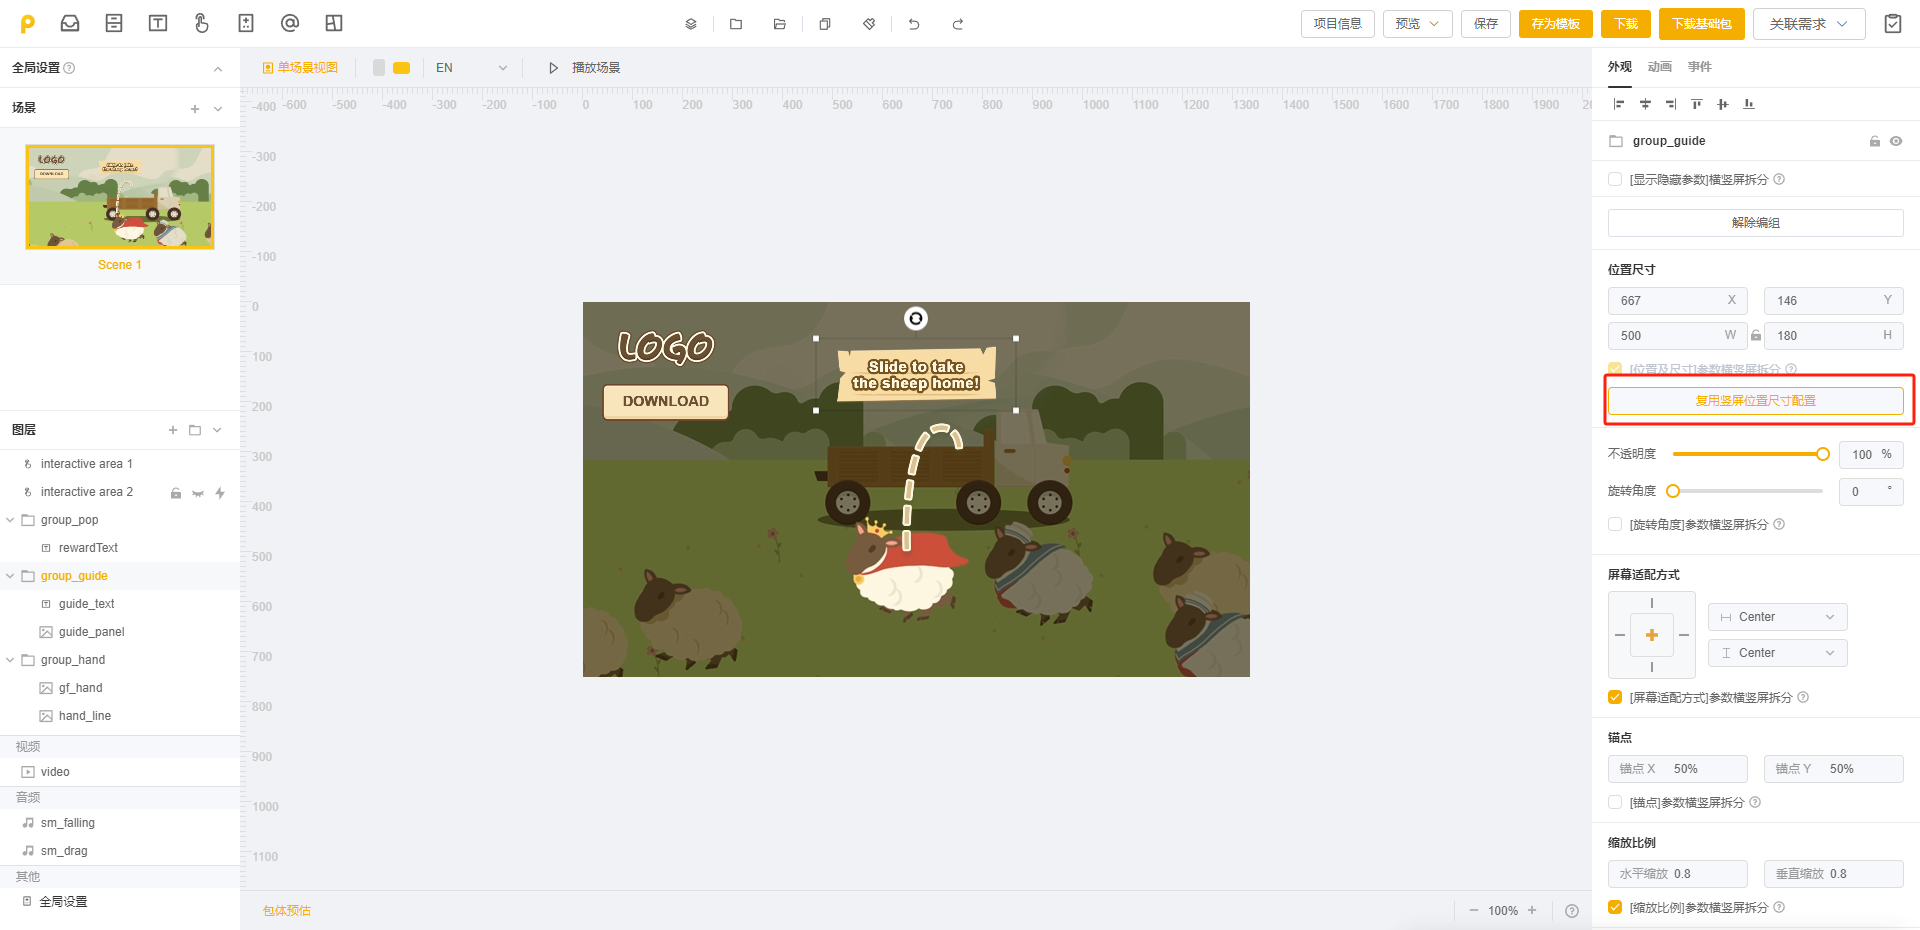 P
项目信息
预览
保存
存为模板
下载
下载基础包
关联需求
全局设置
单场景视图
EN
播放场景
外观 动画 事件
场景
-400 -600 -500 -400 -300 -200 -100 0 100 200 300 400 500 600 700 800 900 1000 1100 1200 1300 1400 1500 1600 1700 1800 1900
-300
-200
-100
0
100
200
300
400
500
600
700
800
900
1000
1100
LOGO
DOWNLOAD
Slide to take
the sheep home!
Scene 1
图层
interactive area 1
interactive area 2
group_pop
rewardText
group_guide
guide_text
guide_panel
group_hand
gf_hand
hand_line
视频
video
音频
sm_falling
sm_drag
其他
全局设置
LOGO
DOWNLOAD
Slide to take
the sheep home!
包体预估
100%
group_guide
[显示隐藏参数]横竖屏拆分
解除编组
位置尺寸
667 X 146 Y
500 W 180 H
[位置及尺寸]参数横竖屏拆分
复用竖屏位置尺寸配置
不透明度 100 %
旋转角度 0 °
[旋转角度]参数横竖屏拆分
屏幕适配方式
Center
Center
[屏幕适配方式]参数横竖屏拆分
锚点
锚点 X 50% 锚点 Y 50%
[锚点]参数横竖屏拆分
缩放比例
水平缩放 0.8 垂直缩放 0.8
[缩放比例]参数横竖屏拆分